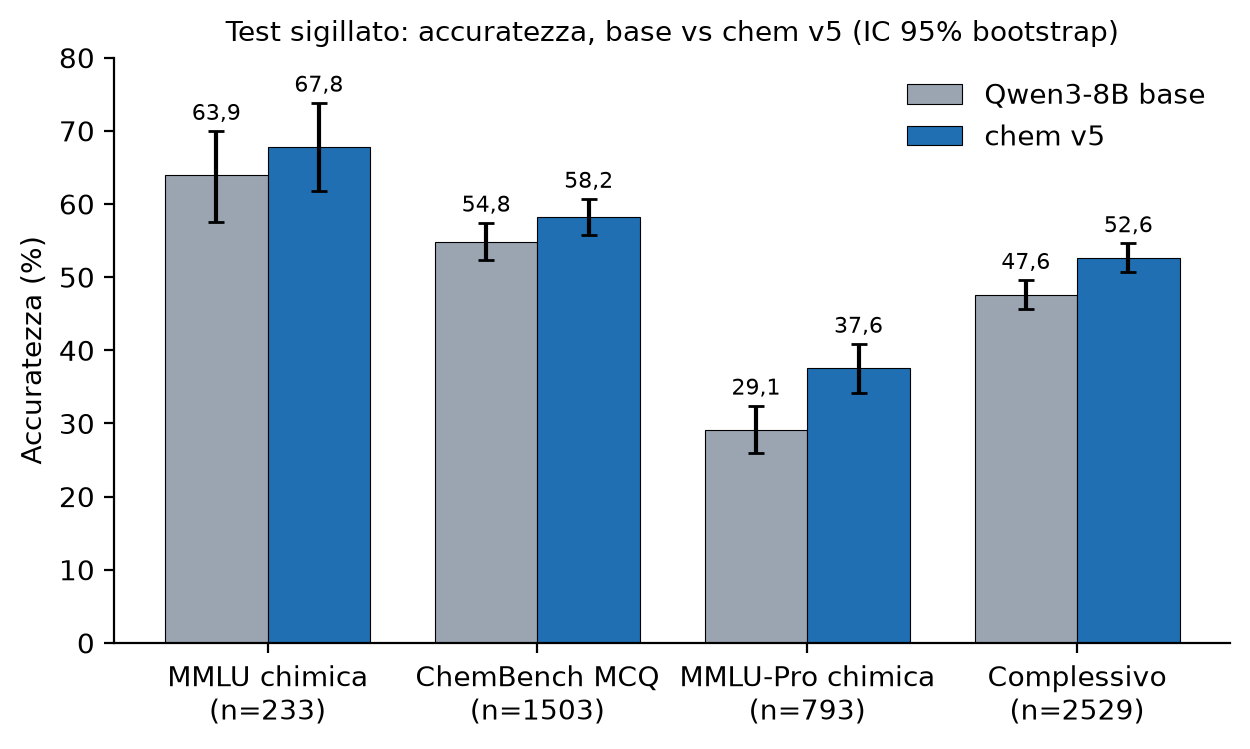 Test sigillato: accuratezza, base vs chem v5 (IC 95% bootstrap)
Qwen3-8B base
chem v5
Accuratezza (%)
80
70
60
50
40
30
20
10
0
63,9
67,8
54,8
58,2
29,1
37,6
47,6
52,6
MMLU chimica
(n=233)
ChemBench MCQ
(n=1503)
MMLU-Pro chimica
(n=793)
Complessivo
(n=2529)